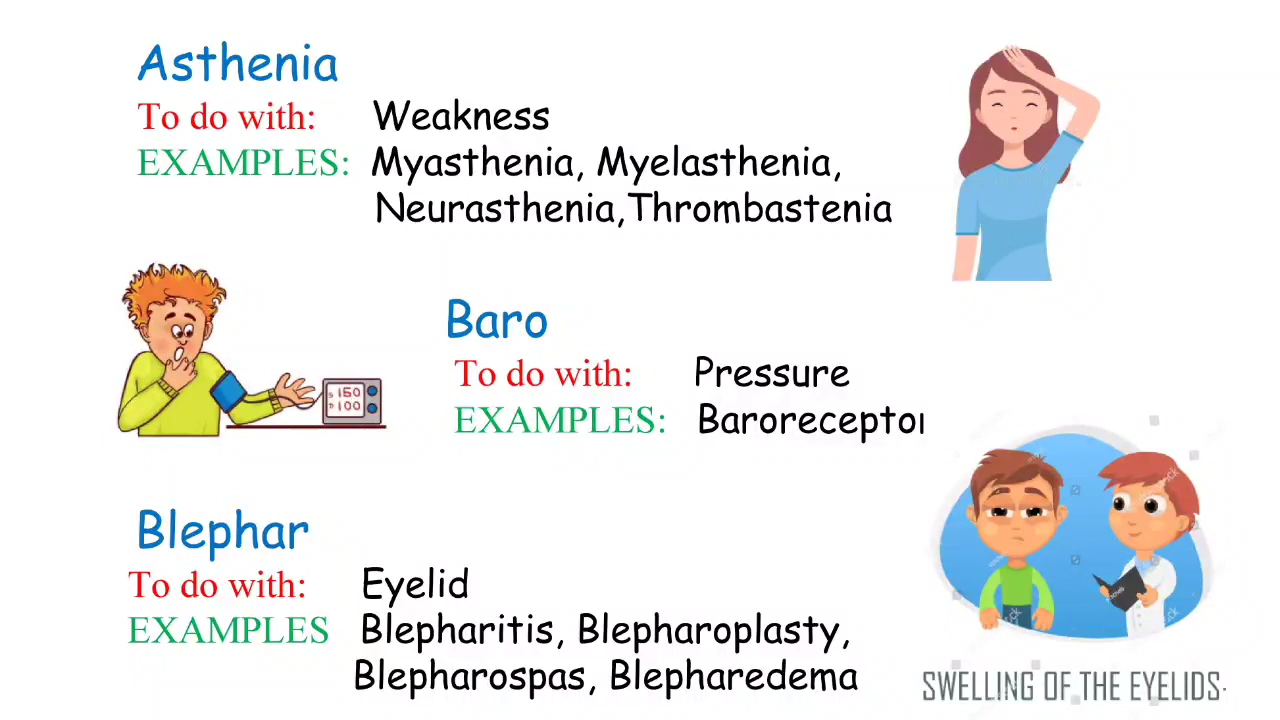 Asthenia
To do with: Weakness
EXAMPLES: Myasthenia, Myelasthenia,
Neurasthenia,Thrombastenia
150
100
Baro
To do with: Pressure
EXAMPLES: Baroreceptor
Blephar
To do with: Eyelid
EXAMPLES Blepharitis, Blepharoplasty,
Blepharospas, Blepharedema
SWELLING OF THE EYELIDS